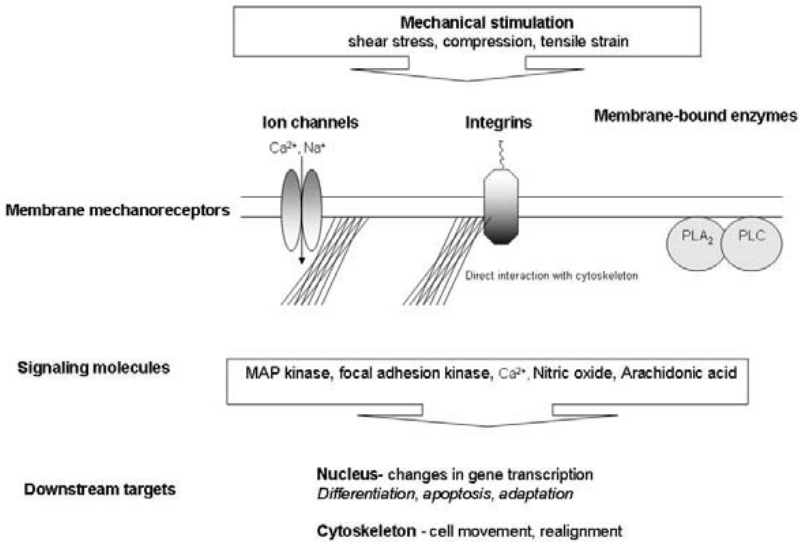 Mechanical stimulation
shear stress, compression, tensile strain
Ion channels
Integrins
Membrane-bound enzymes
Ca²⁺, Na⁺
Membrane mechanoreceptors
PLA₂
PLC
Direct interaction with cytoskeleton
Signaling molecules
MAP kinase, focal adhesion kinase, Ca²⁺, Nitric oxide, Arachidonic acid
Nucleus- changes in gene transcription
Downstream targets
Differentiation, apoptosis, adaptation
Cytoskeleton - cell movement, realignment